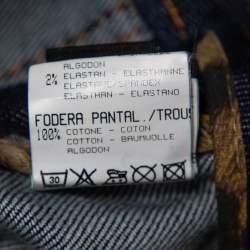 ALGODON
2% ELASTAN - ELASTHANNE
ELASTANE/SPANDEX
ELASTHAN - ELASTANO
FODERA PANTAL./TROUS
100% COTONE - COTON
COTTON - BAUMWOLLE
ALGODON
30